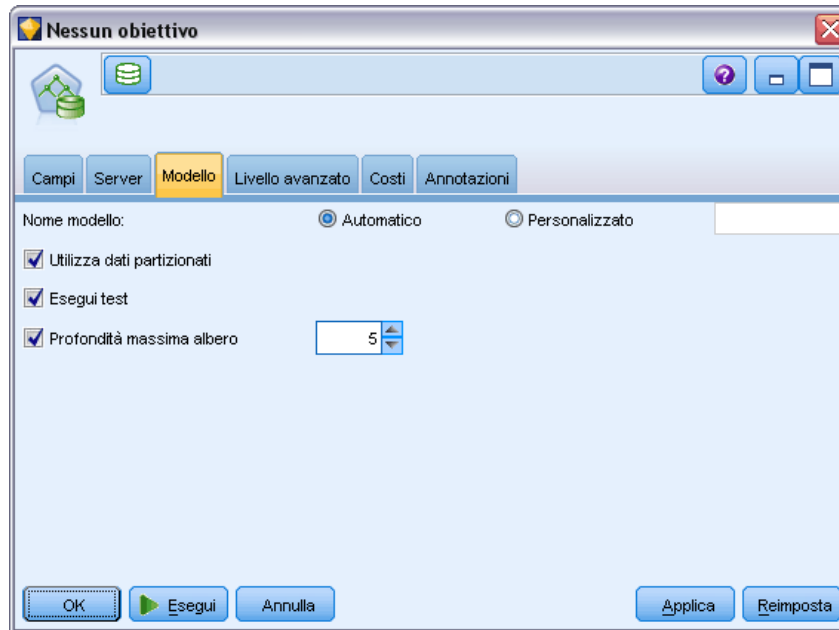 Nessun obiettivo
Campi Server Modello Livello avanzato Costi Annotazioni
Nome modello: Automatico Personalizzato
Utilizza dati partizionati
Esegui test
Profondità massima albero 5
OK Esegui Annulla Applica Reimposta